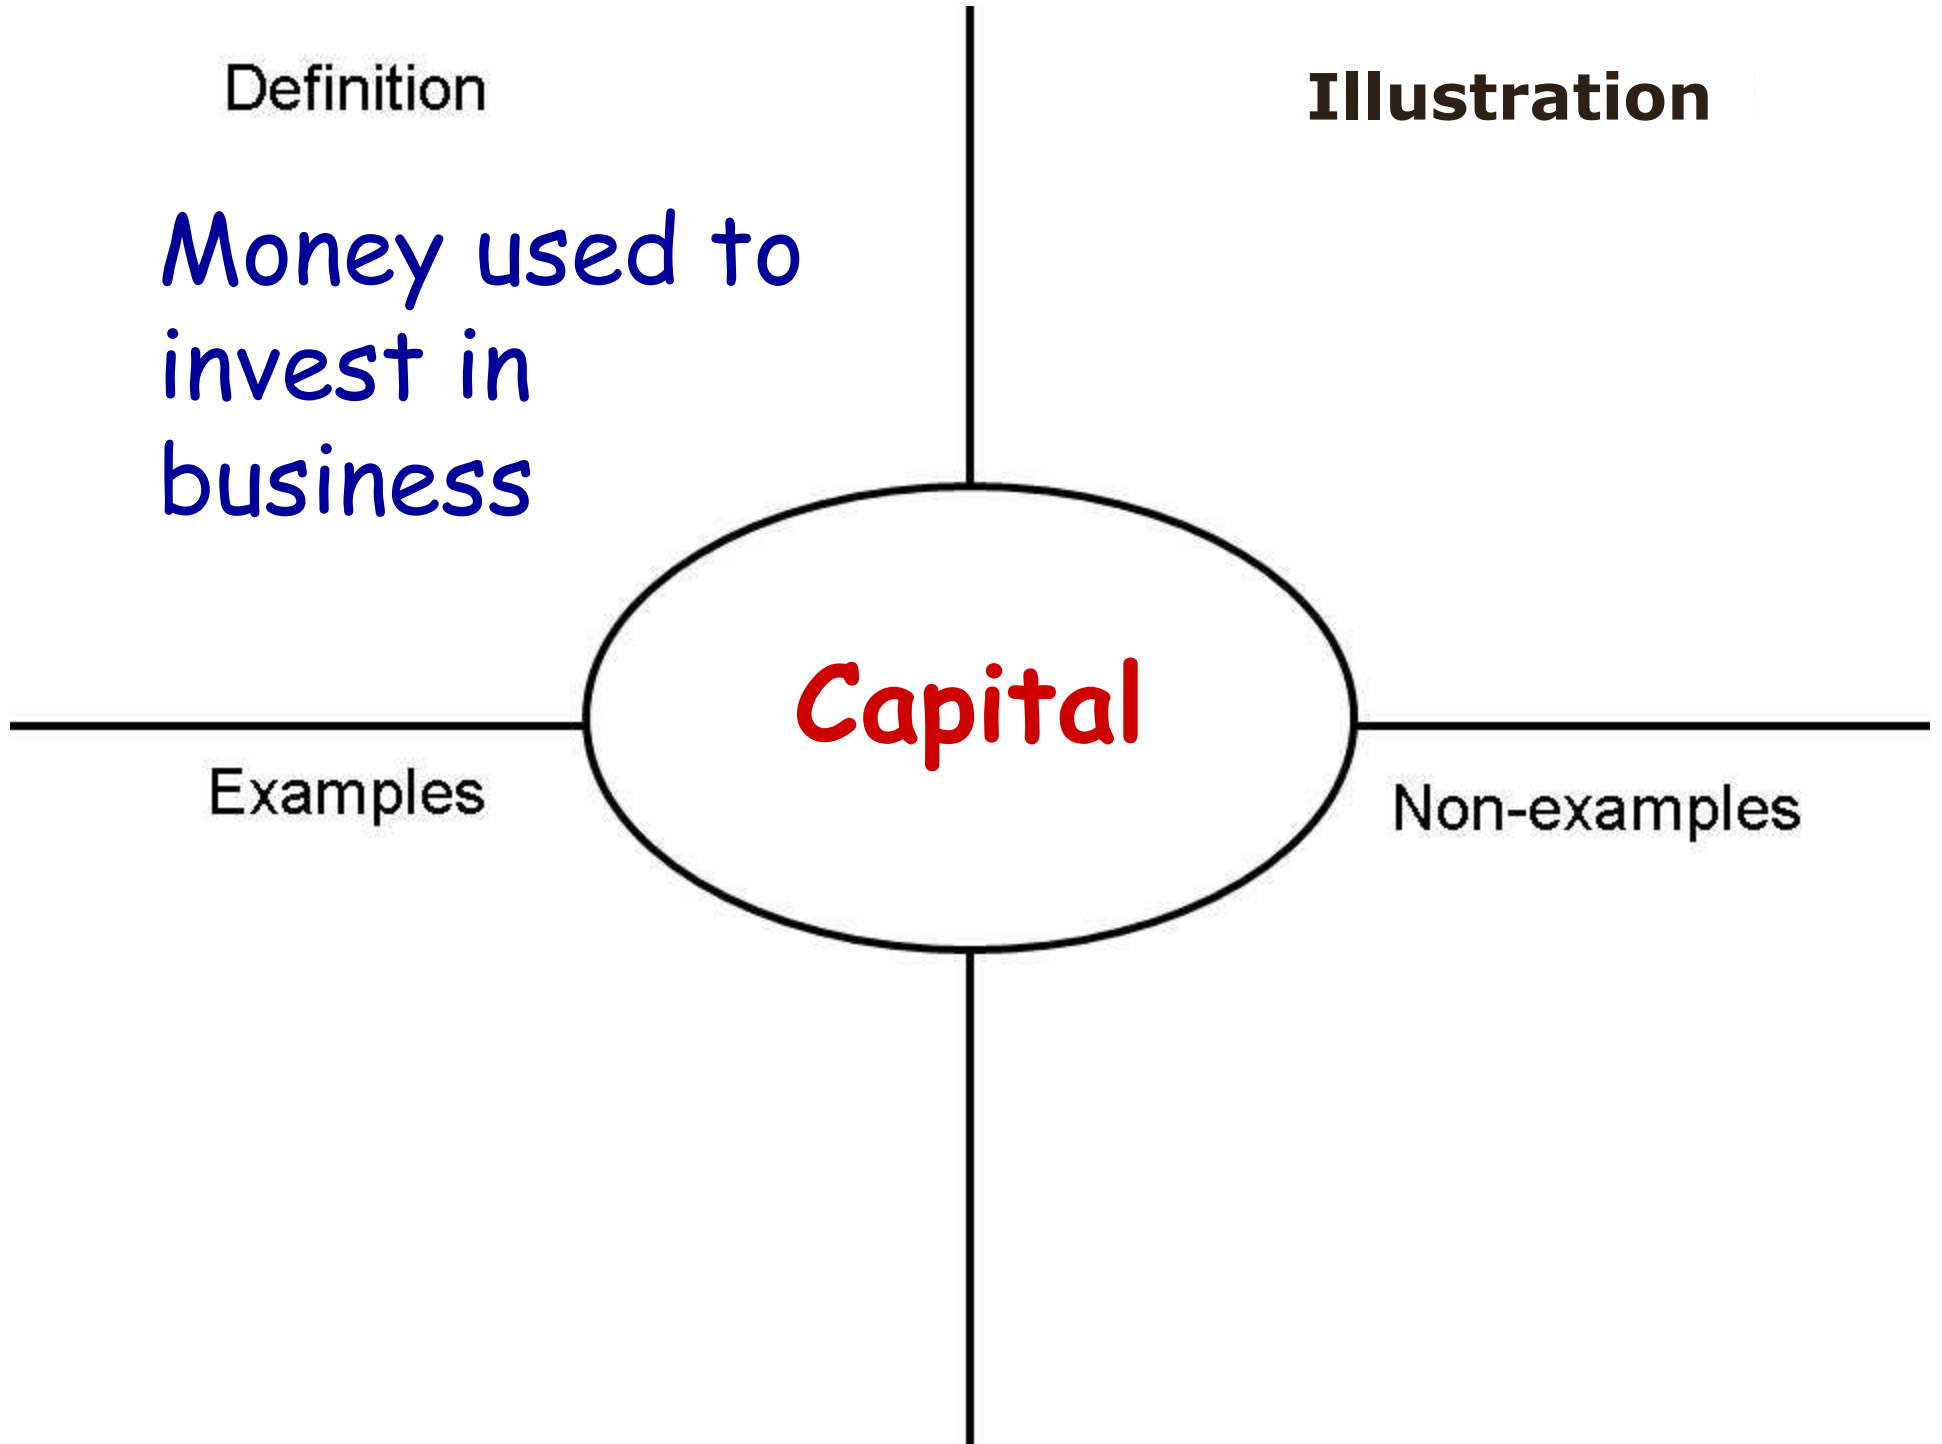 Definition
Illustration
Money used to
invest in
business
Capital
Examples
Non-examples